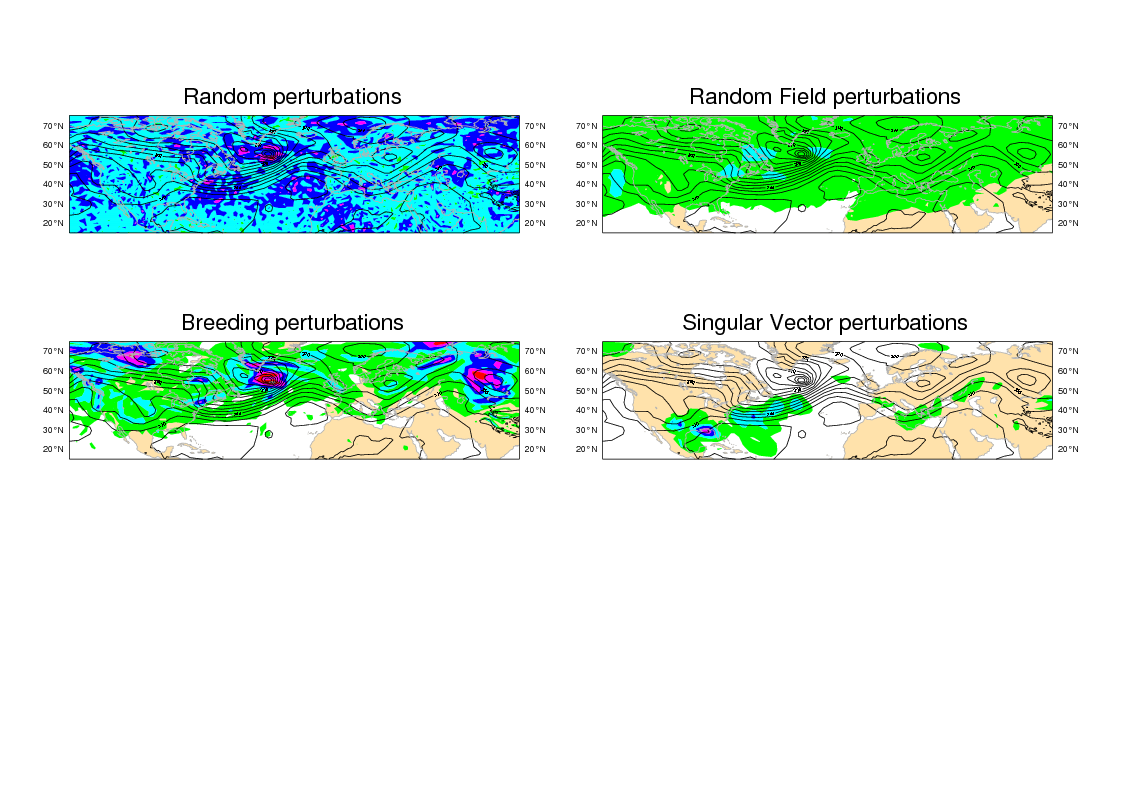 Random perturbations
Random Field perturbations
70°N 70°N 70°N 70°N
60°N 60°N 60°N 60°N
50°N 50°N 50°N 50°N
40°N 40°N 40°N 40°N
30°N 30°N 30°N 30°N
20°N 20°N 20°N 20°N
Breeding perturbations
Singular Vector perturbations
70°N 70°N 70°N 70°N
60°N 60°N 60°N 60°N
50°N 50°N 50°N 50°N
40°N 40°N 40°N 40°N
30°N 30°N 30°N 30°N
20°N 20°N 20°N 20°N